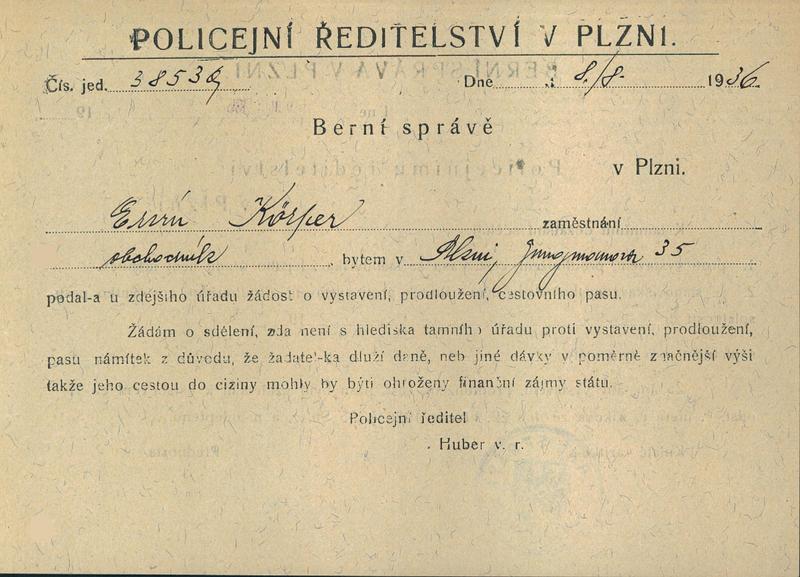 POLICEJNÍ ŘEDITELSTVÍ V PLZNI.
Čís. jed. 38536 Dne 8./8. 1936.
Berní správě
v Plzni.
Ervín Körper zaměstnání
obchodník, bytem v Plzni, Jungmannova 35
podal-a u zdejšího úřadu žádost o vystavení, prodloužení, cestovního pasu.
Žádám o sdělení, zda není s hlediska tamního úřadu proti vystavení, prodloužení,
pasu námitek z důvodu, že žadatel-ka dluží daně, neb jiné dávky v poměrně značnější výši
takže jeho cestou do ciziny mohly by býti ohroženy finanční zájmy státu.
Policejní ředitel
Huber v. r.